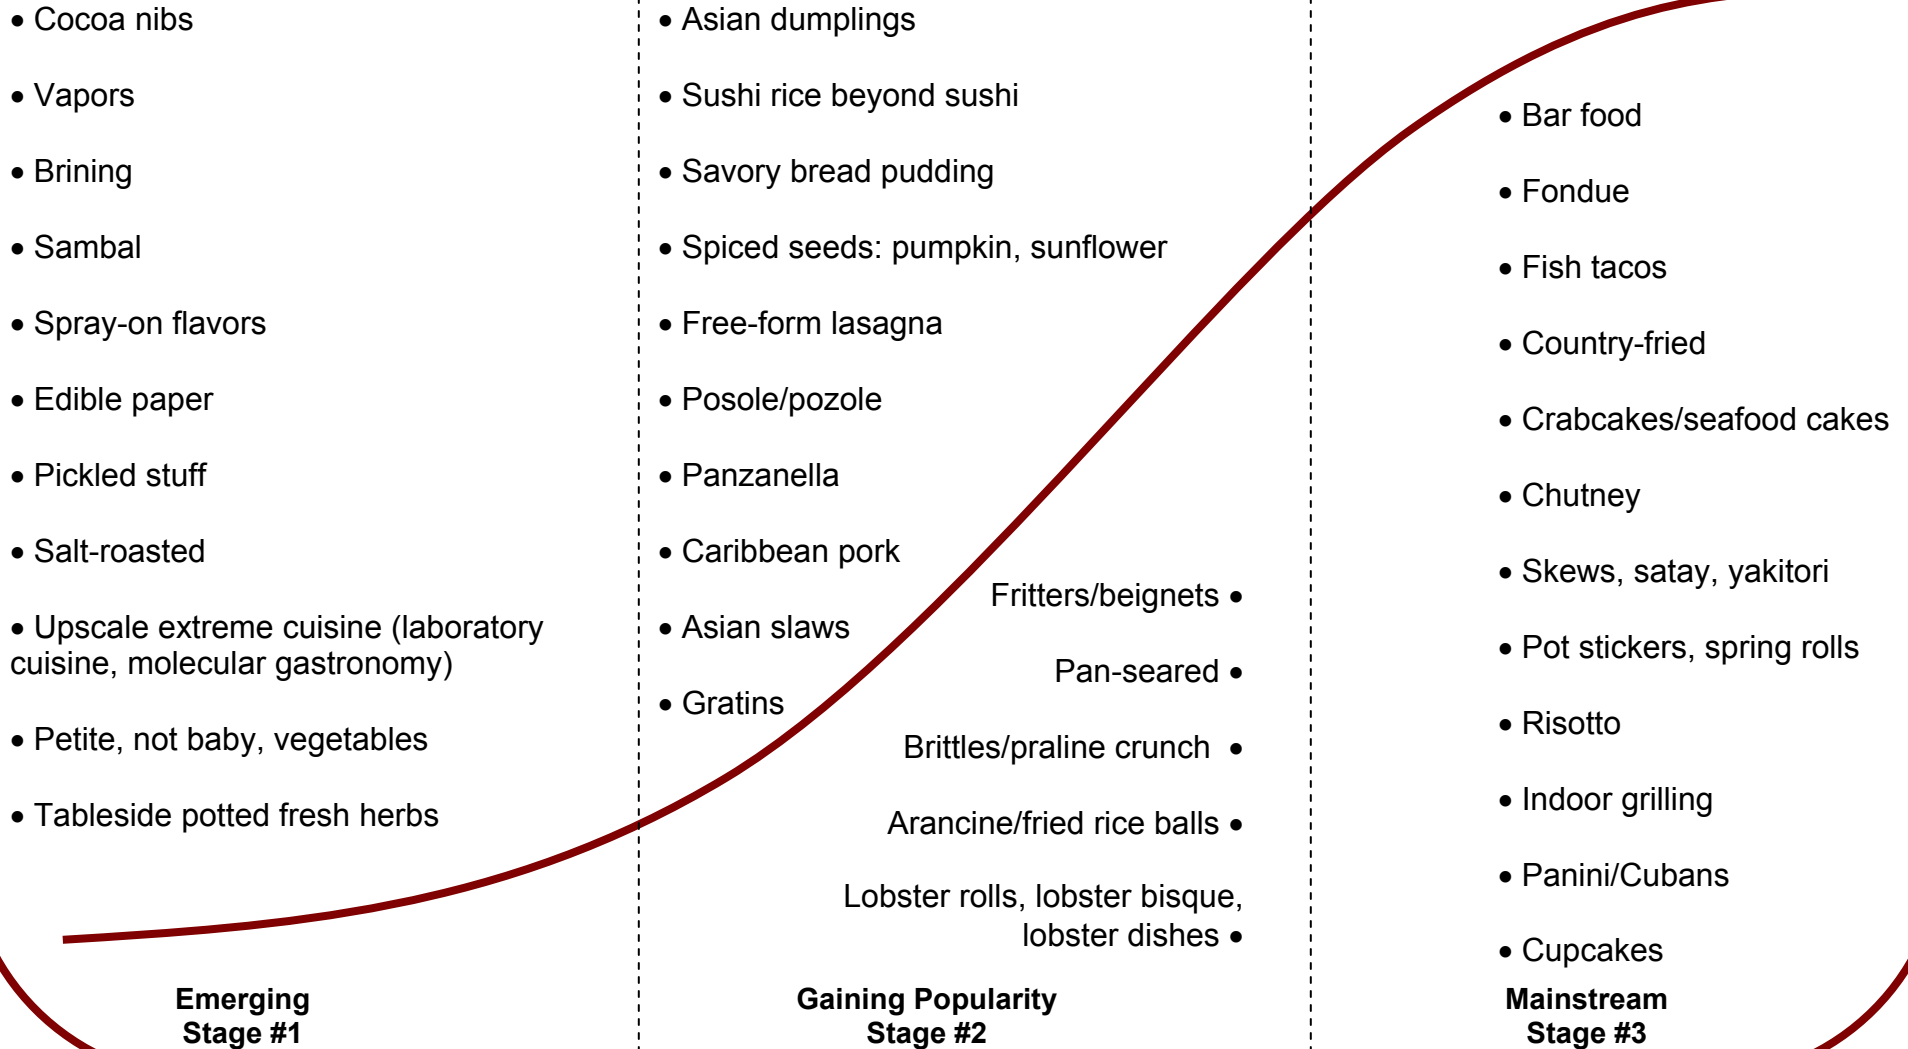 • Cocoa nibs
• Vapors
• Brining
• Sambal
• Spray-on flavors
• Edible paper
• Pickled stuff
• Salt-roasted
• Upscale extreme cuisine (laboratory
cuisine, molecular gastronomy)
• Petite, not baby, vegetables
• Tableside potted fresh herbs
Emerging
Stage #1
• Asian dumplings
• Sushi rice beyond sushi
• Savory bread pudding
• Spiced seeds: pumpkin, sunflower
• Free-form lasagna
• Posole/pozole
• Panzanella
• Caribbean pork
• Asian slaws
• Gratins
Fritters/beignets •
Pan-seared •
Brittles/praline crunch •
Arancine/fried rice balls •
Lobster rolls, lobster bisque,
lobster dishes •
Gaining Popularity
Stage #2
• Bar food
• Fondue
• Fish tacos
• Country-fried
• Crabcakes/seafood cakes
• Chutney
• Skews, satay, yakitori
• Pot stickers, spring rolls
• Risotto
• Indoor grilling
• Panini/Cubans
• Cupcakes
Mainstream
Stage #3